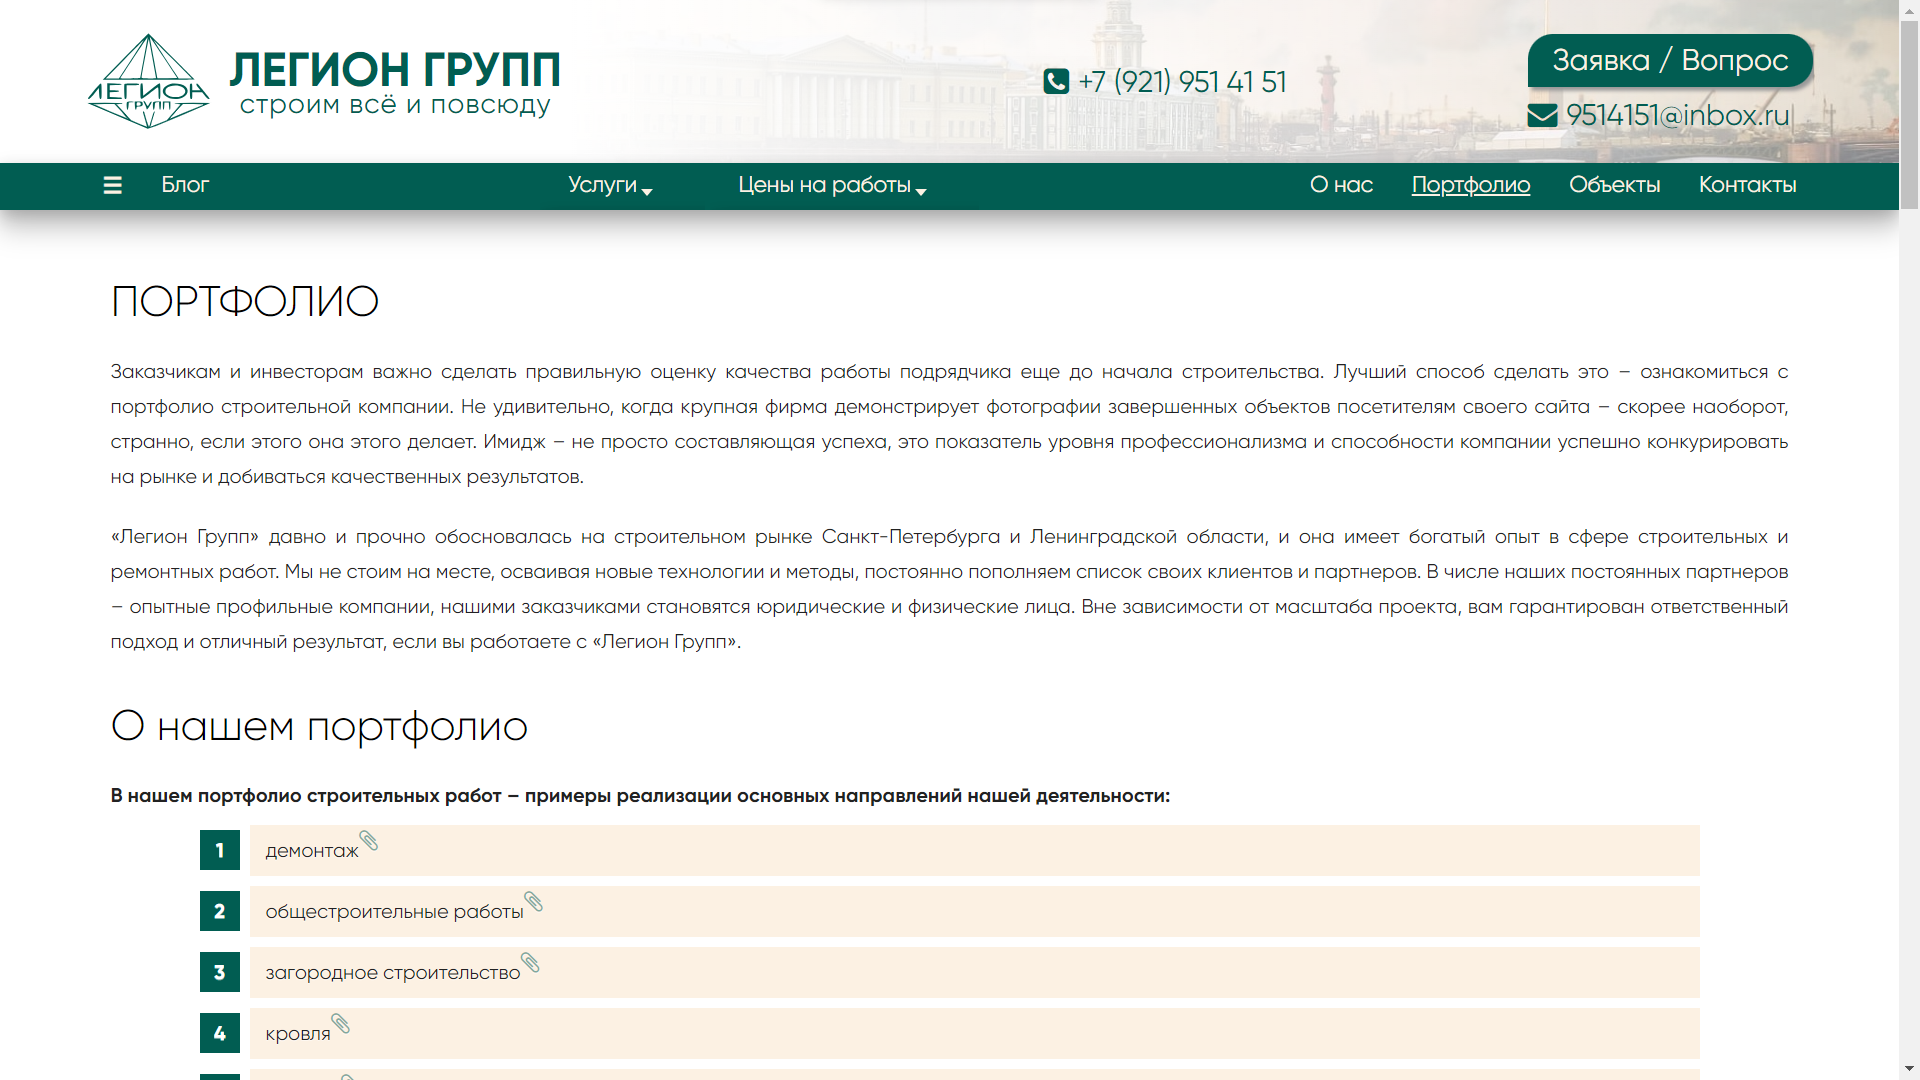 ЛЕГИОН
ГРУПП
ЛЕГИОН ГРУПП
строим всё и повсюду
+7 (921) 951 41 51
Заявка / Вопрос
9514151@inbox.ru
Блог
Услуги
Цены на работы
О нас
Портфолио
Объекты
Контакты
ПОРТФОЛИО
Заказчикам и инвесторам важно сделать правильную оценку качества работы подрядчика еще до начала строительства. Лучший способ сделать это – ознакомиться с
портфолио строительной компании. Не удивительно, когда крупная фирма демонстрирует фотографии завершенных объектов посетителям своего сайта – скорее наоборот,
странно, если этого она этого делает. Имидж – не просто составляющая успеха, это показатель уровня профессионализма и способности компании успешно конкурировать
на рынке и добиваться качественных результатов.
«Легион Групп» давно и прочно обосновалась на строительном рынке Санкт-Петербурга и Ленинградской области, и она имеет богатый опыт в сфере строительных и
ремонтных работ. Мы не стоим на месте, осваивая новые технологии и методы, постоянно пополняем список своих клиентов и партнеров. В числе наших постоянных партнеров
– опытные профильные компании, нашими заказчиками становятся юридические и физические лица. Вне зависимости от масштаба проекта, вам гарантирован ответственный
подход и отличный результат, если вы работаете с «Легион Групп».
О нашем портфолио
В нашем портфолио строительных работ – примеры реализации основных направлений нашей деятельности:
1 демонтаж
2 общестроительные работы
3 загородное строительство
4 кровля